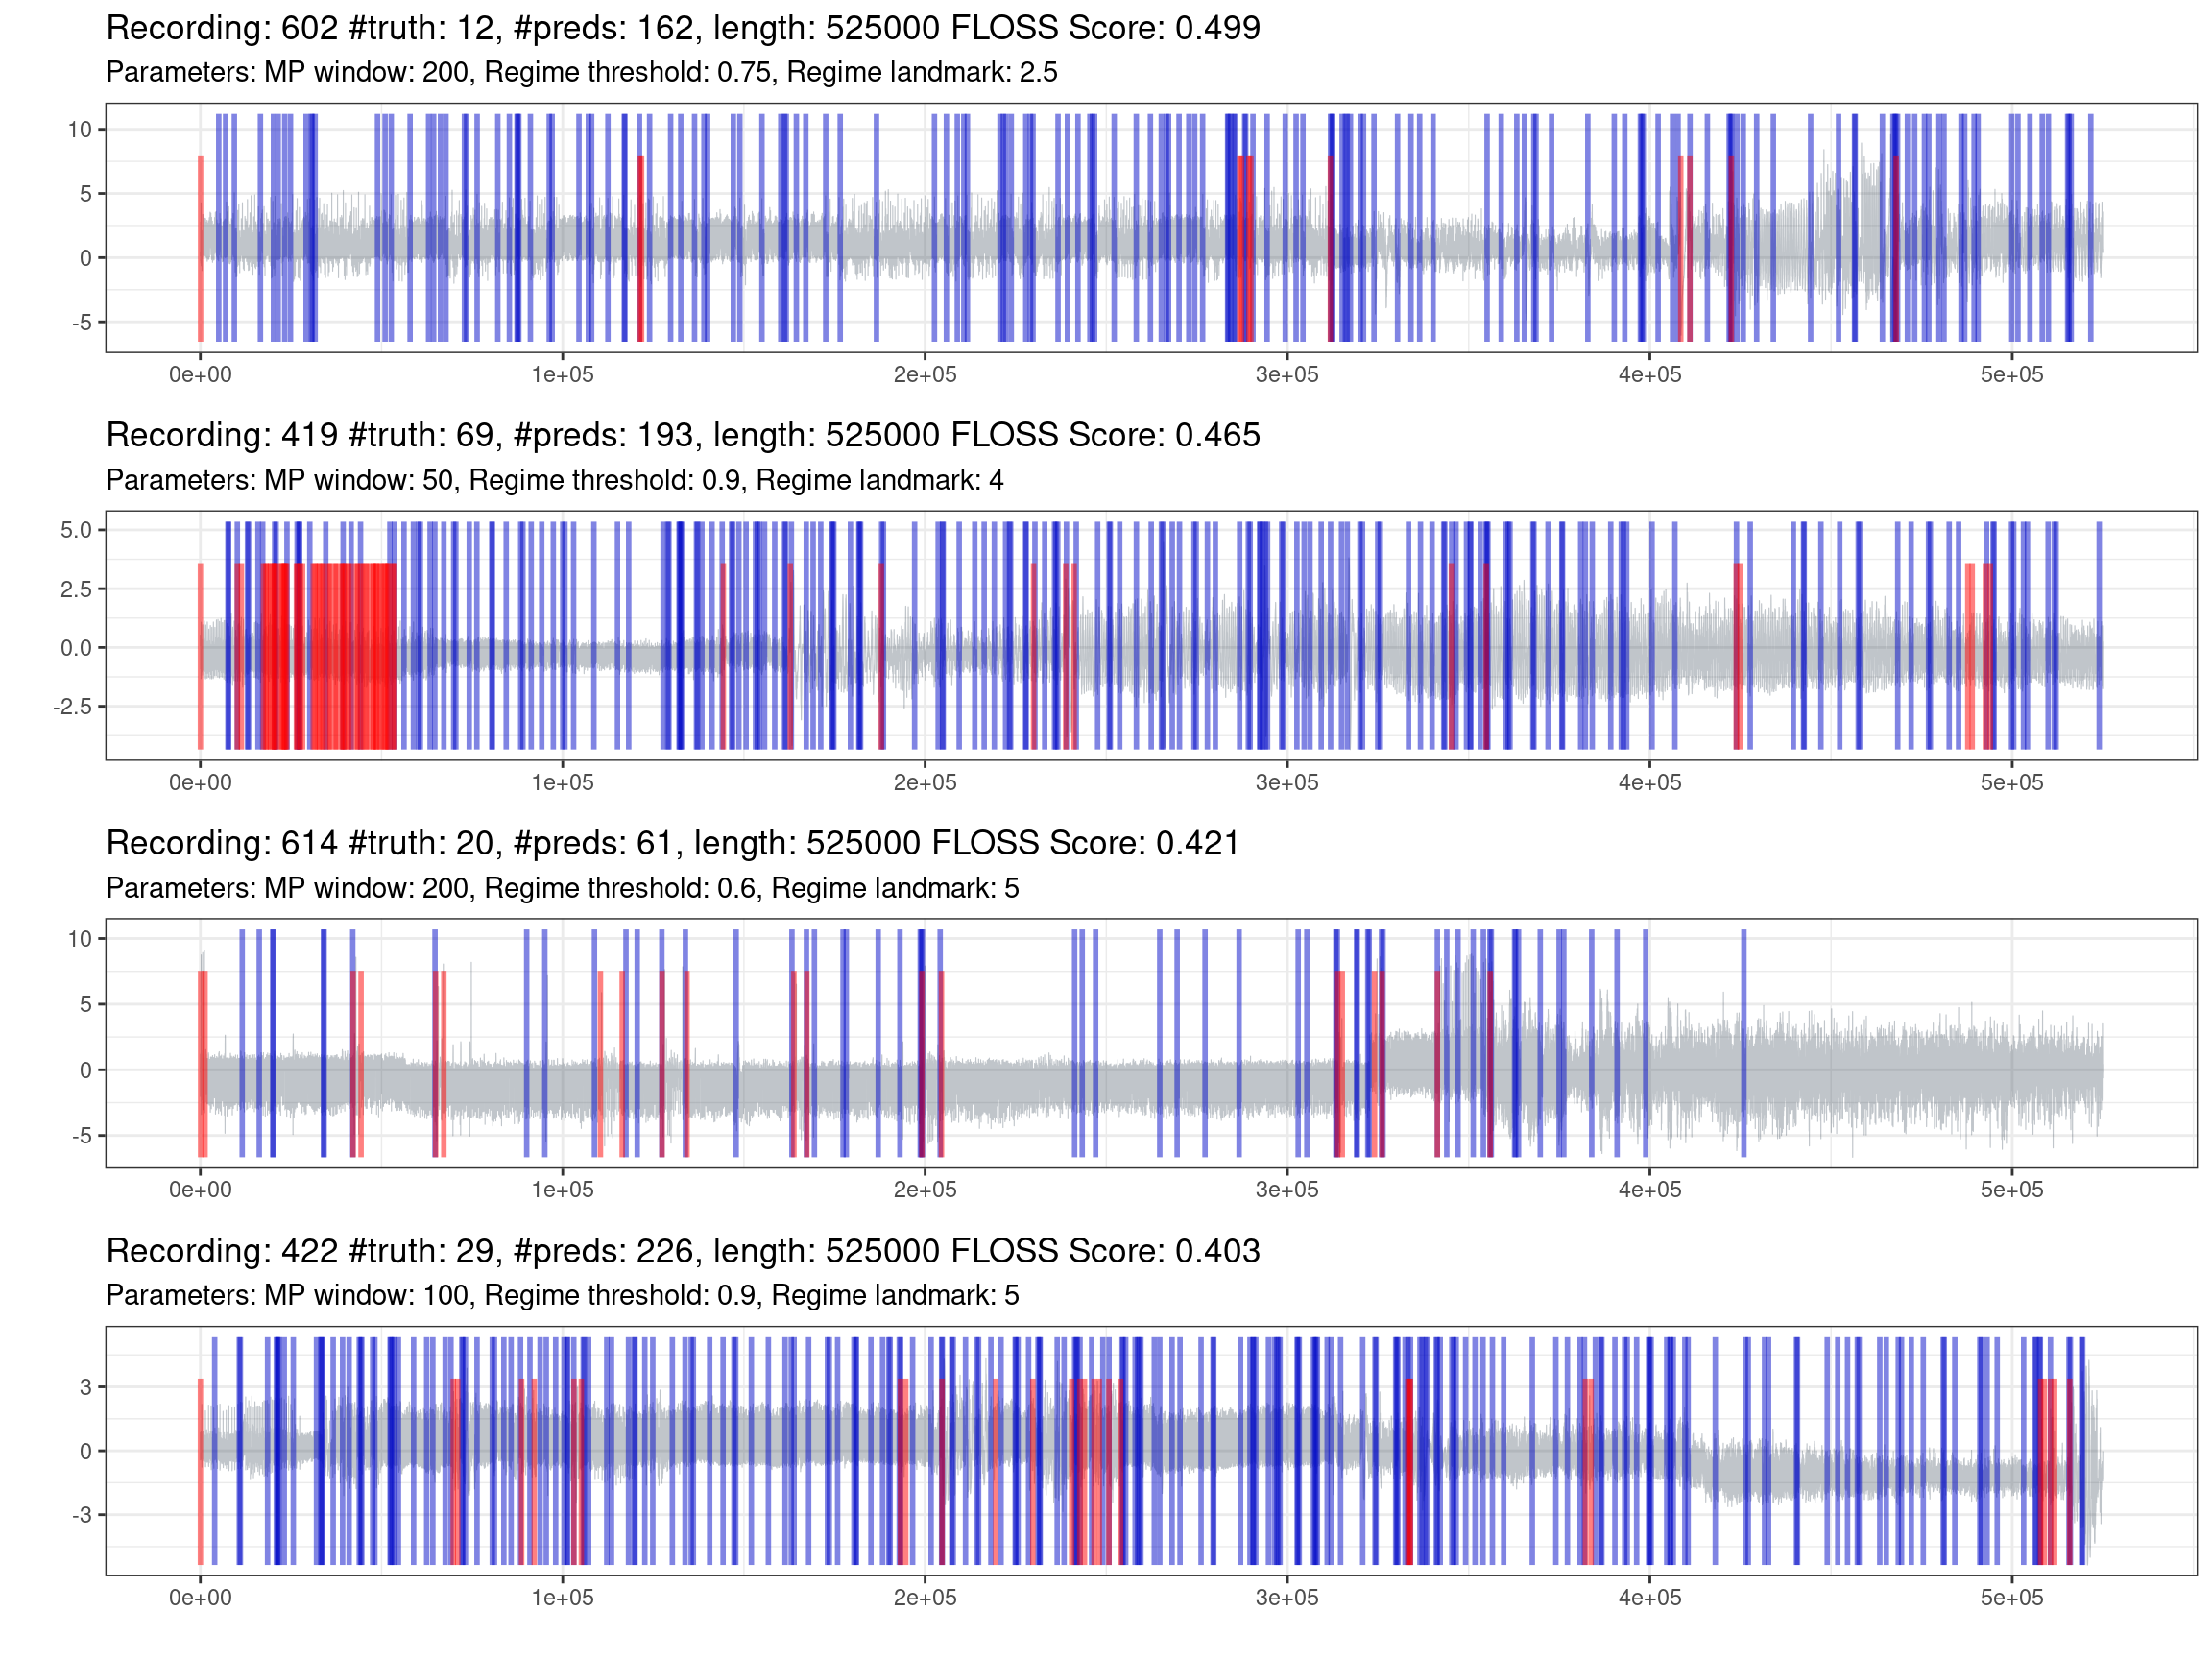 Recording: 602 #truth: 12, #preds: 162, length: 525000 FLOSS Score: 0.499
Parameters: MP window: 200, Regime threshold: 0.75, Regime landmark: 2.5
10
5
0
-5
0e+00 1e+05 2e+05 3e+05 4e+05 5e+05
Recording: 419 #truth: 69, #preds: 193, length: 525000 FLOSS Score: 0.465
Parameters: MP window: 50, Regime threshold: 0.9, Regime landmark: 4
5.0
2.5
0.0
-2.5
0e+00 1e+05 2e+05 3e+05 4e+05 5e+05
Recording: 614 #truth: 20, #preds: 61, length: 525000 FLOSS Score: 0.421
Parameters: MP window: 200, Regime threshold: 0.6, Regime landmark: 5
10
5
0
-5
0e+00 1e+05 2e+05 3e+05 4e+05 5e+05
Recording: 422 #truth: 29, #preds: 226, length: 525000 FLOSS Score: 0.403
Parameters: MP window: 100, Regime threshold: 0.9, Regime landmark: 5
3
0
-3
0e+00 1e+05 2e+05 3e+05 4e+05 5e+05